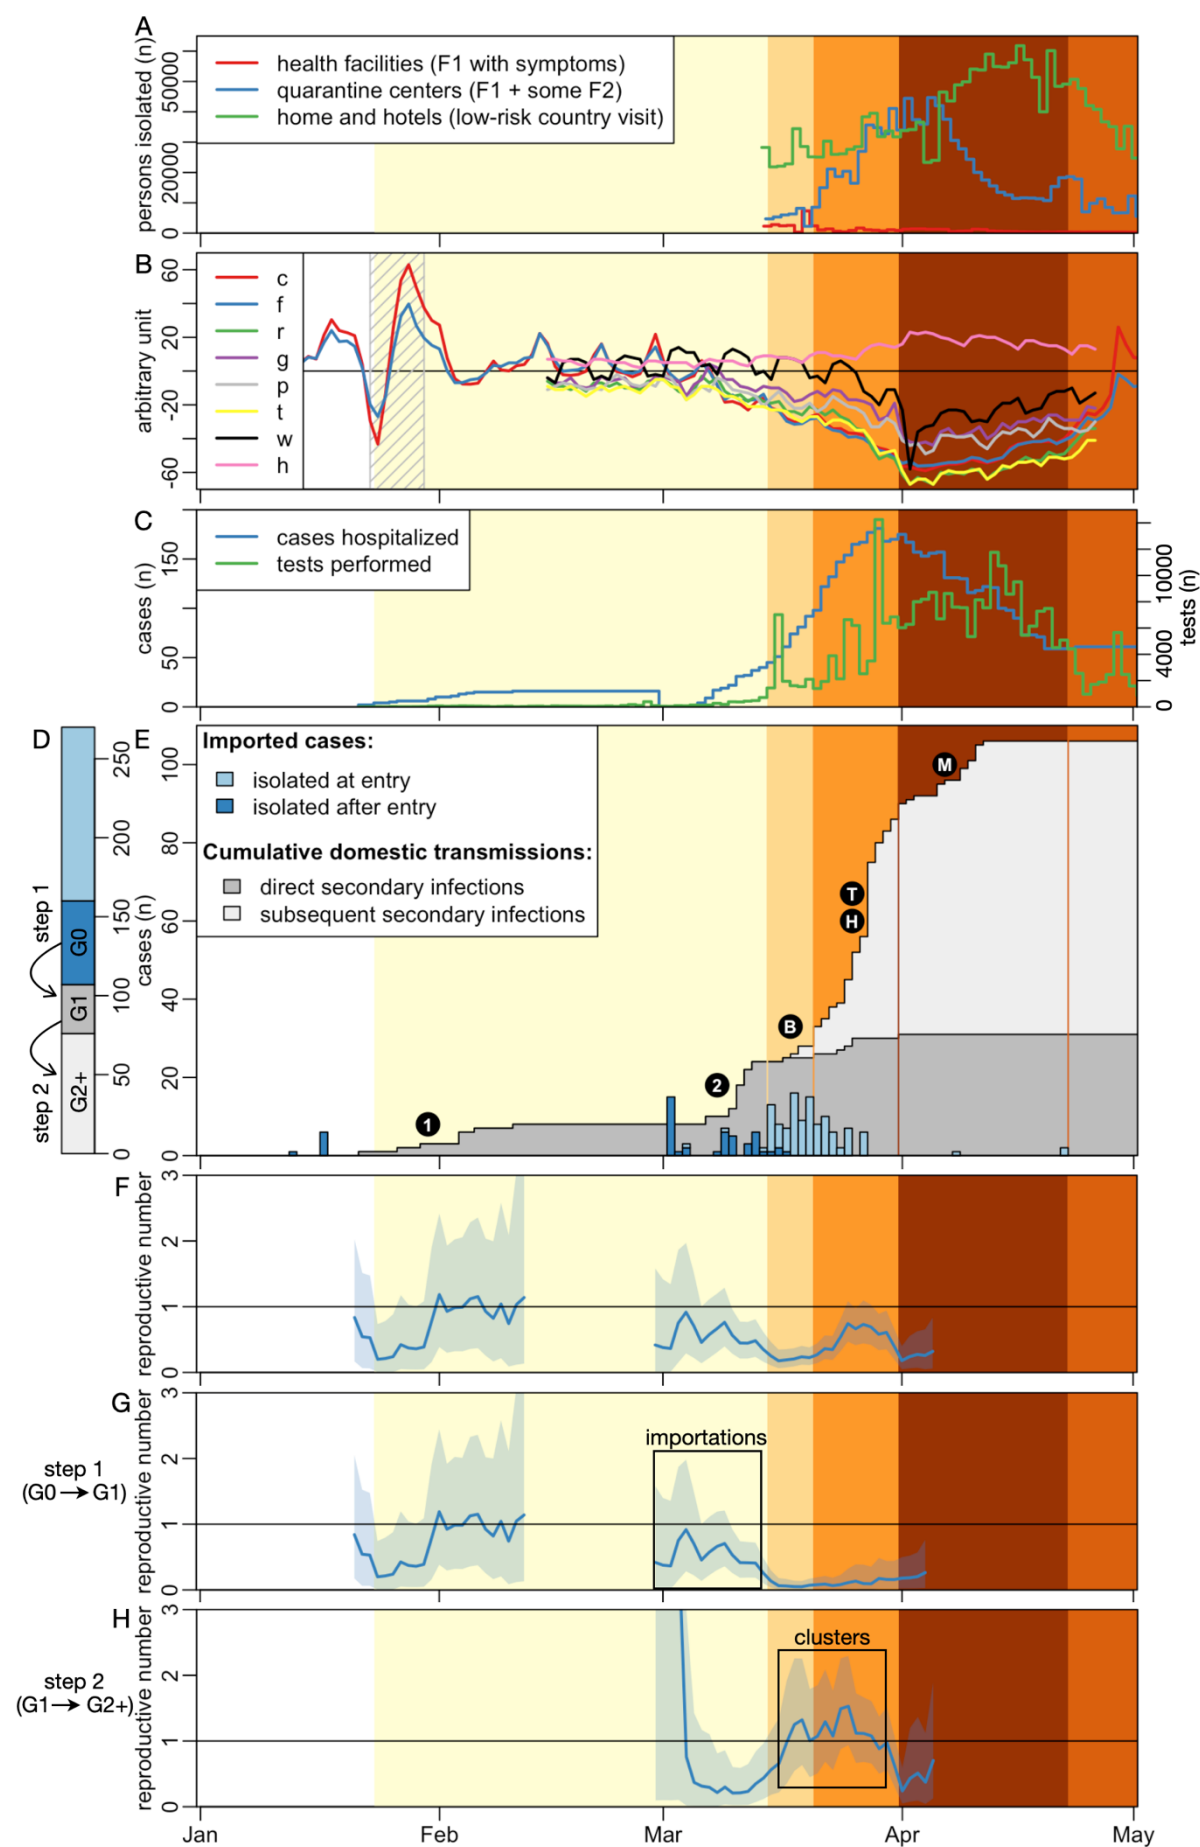 A
persons isolated (n)
0
20000
50000
health facilities (F1 with symptoms)
quarantine centers (F1 + some F2)
home and hotels (low-risk country visit)
B
arbitrary unit
60
20
-20
-60
c
f
r
g
p
t
w
h
C
cases (n)
0
50
150
cases hospitalized
tests performed
tests (n)
0
4000
10000
D
0
50
100
150
200
250
step 1
step 2
G0
G1
G2+
E
cases (n)
0
20
40
60
80
100
Imported cases:
isolated at entry
isolated after entry
Cumulative domestic transmissions:
direct secondary infections
subsequent secondary infections
1
2
B
T
H
M
F
reproductive number
0
1
2
3
G
reproductive number
0
1
2
3
step 1
(G0 → G1)
importations
H
reproductive number
0
1
2
3
step 2
(G1 → G2+)
clusters
Jan
Feb
Mar
Apr
May